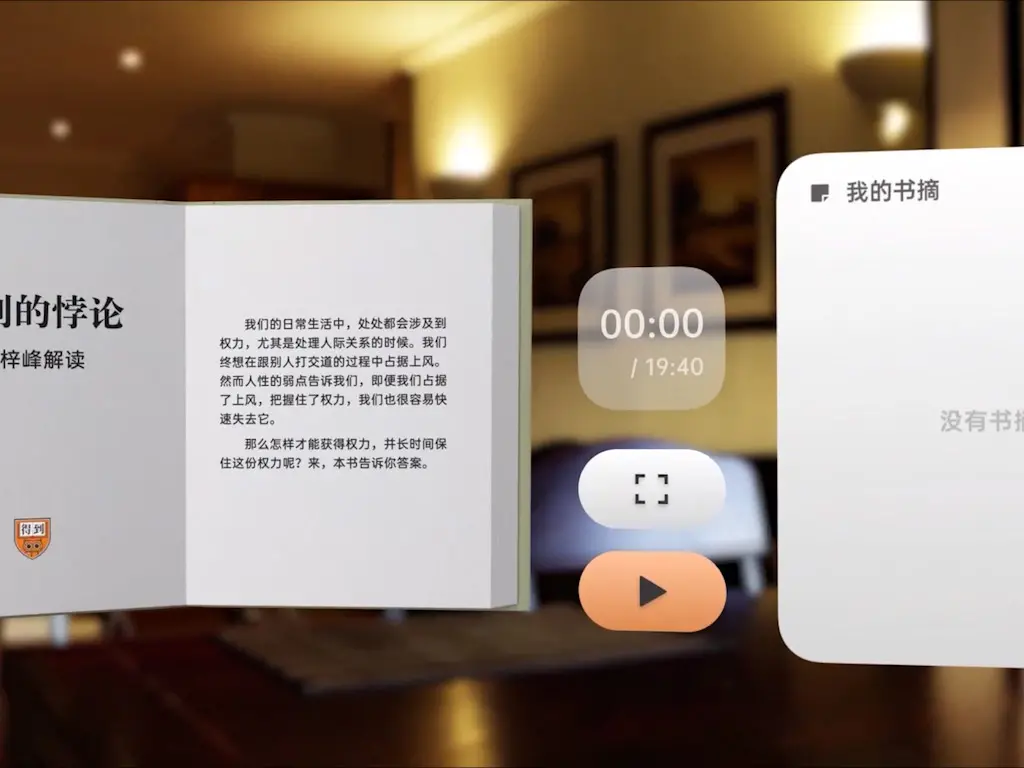 的悖论
梓峰解读
得到
我们的日常生活中，处处都会涉及到
权力，尤其是处理人际关系的时候。我们
终想在跟别人打交道的过程中占据上风。
然而人性的弱点告诉我们，即便我们占据
了上风，把握住了权力，我们也很容易快
速失去它。
那么怎样才能获得权力，并长时间保
住这份权力呢？来，本书告诉你答案。
00:00
/ 19:40
我的书摘
没有书摘